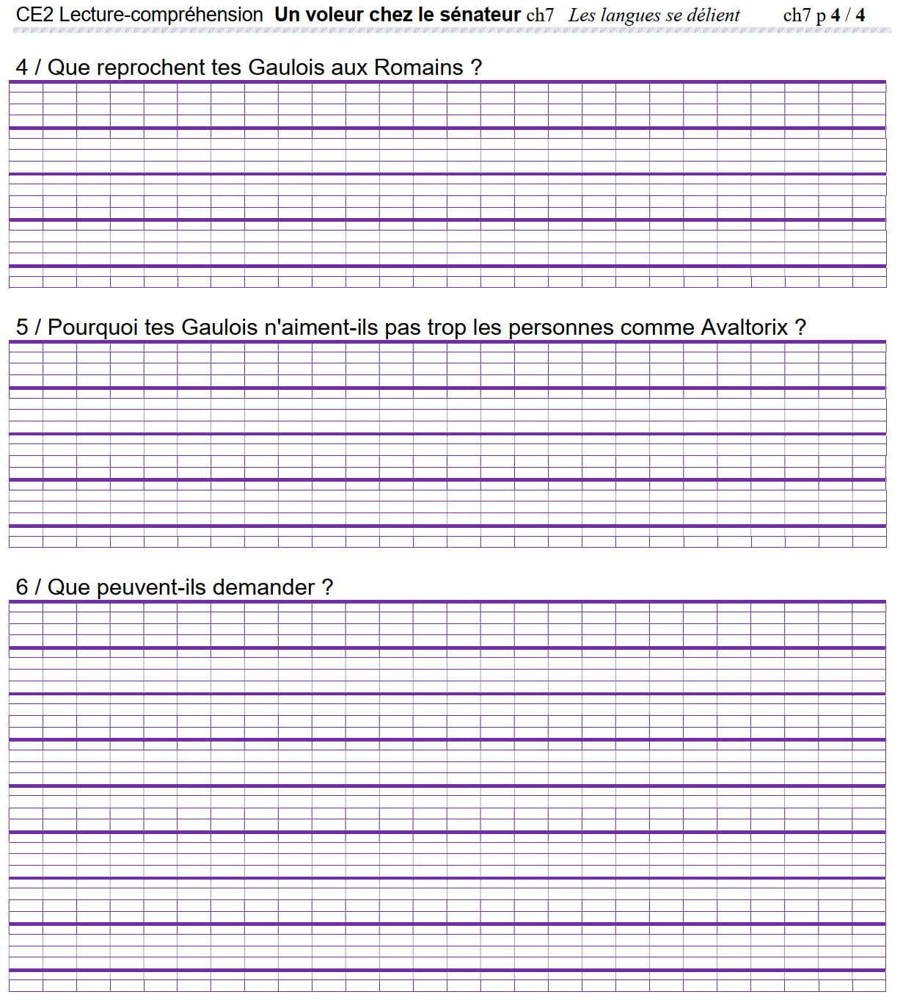 CE2 Lecture-compréhension Un voleur chez le sénateur ch7 Les langues se délient ch7 p 4 / 4
4 / Que reprochent tes Gaulois aux Romains ?
5 / Pourquoi tes Gaulois n'aiment-ils pas trop les personnes comme Avaltorix ?
6 / Que peuvent-ils demander ?